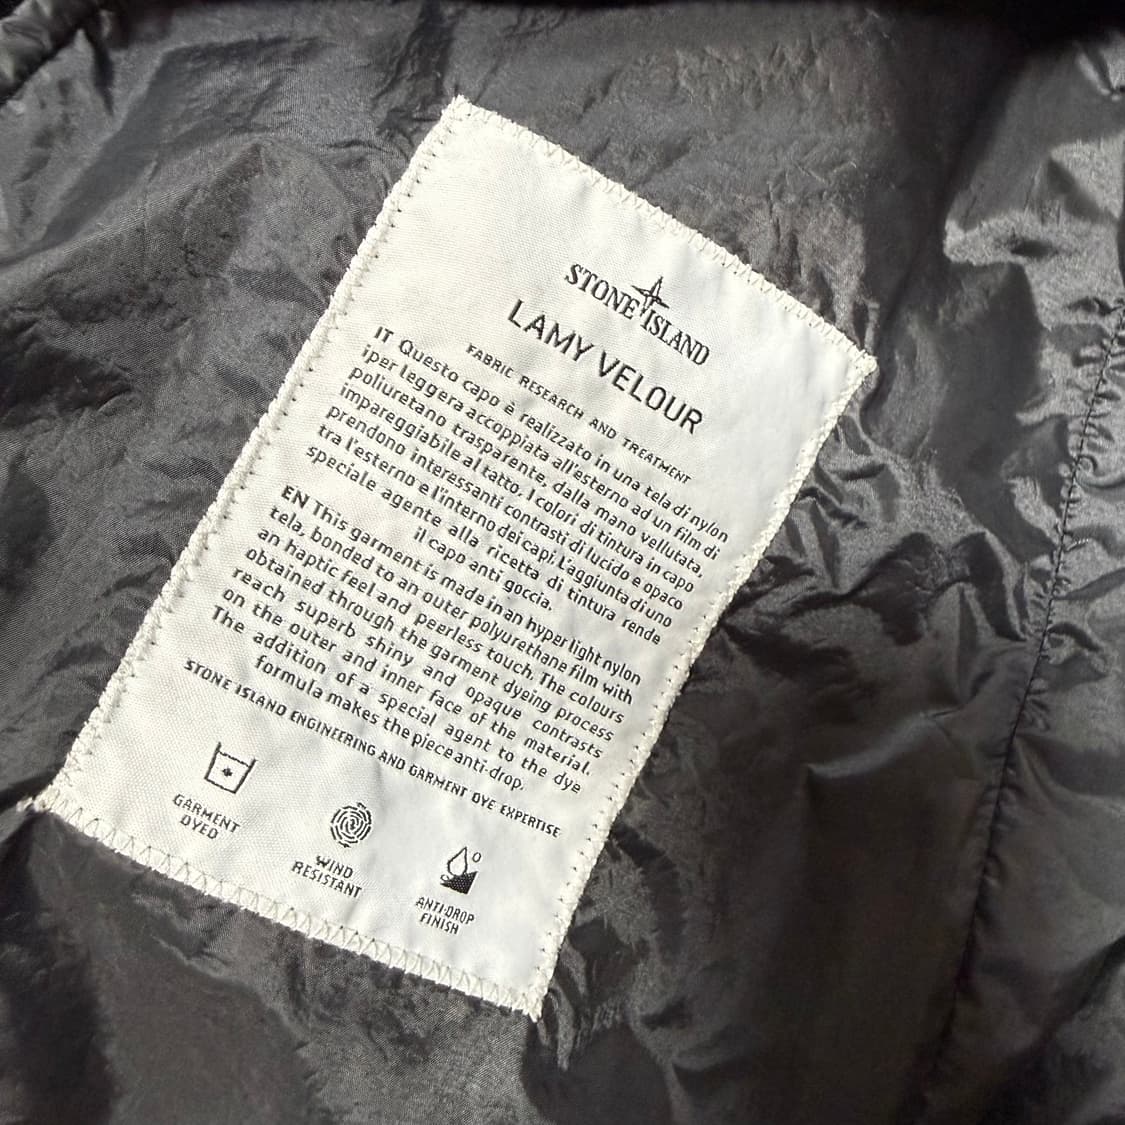 STONE ISLAND
LAMY VELOUR
FABRIC RESEARCH AND TREATMENT
IT Questo capo è realizzato in una tela di nylon
iper leggera accoppiata all'esterno ad un film di
poliuretano trasparente, dalla mano vellutata,
impareggiabile al tatto. I colori di tintura in capo
prendono interessanti contrasti di lucido e opaco
tra l'esterno e l'interno dei capi. L'aggiunta di uno
speciale agente alla ricetta di tintura rende
il capo anti goccia.
EN This garment is made in an hyper light nylon
tela, bonded to an outer polyurethane film with
an haptic feel and peerless touch. The colours
obtained through the garment dyeing process
reach superb shiny and opaque contrasts
on the outer and inner face of the material.
The addition of a special agent to the dye
formula makes the piece anti-drop.
STONE ISLAND ENGINEERING AND GARMENT DYE EXPERTISE
GARMENT
DYED
WIND
RESISTANT
ANTI-DROP
FINISH